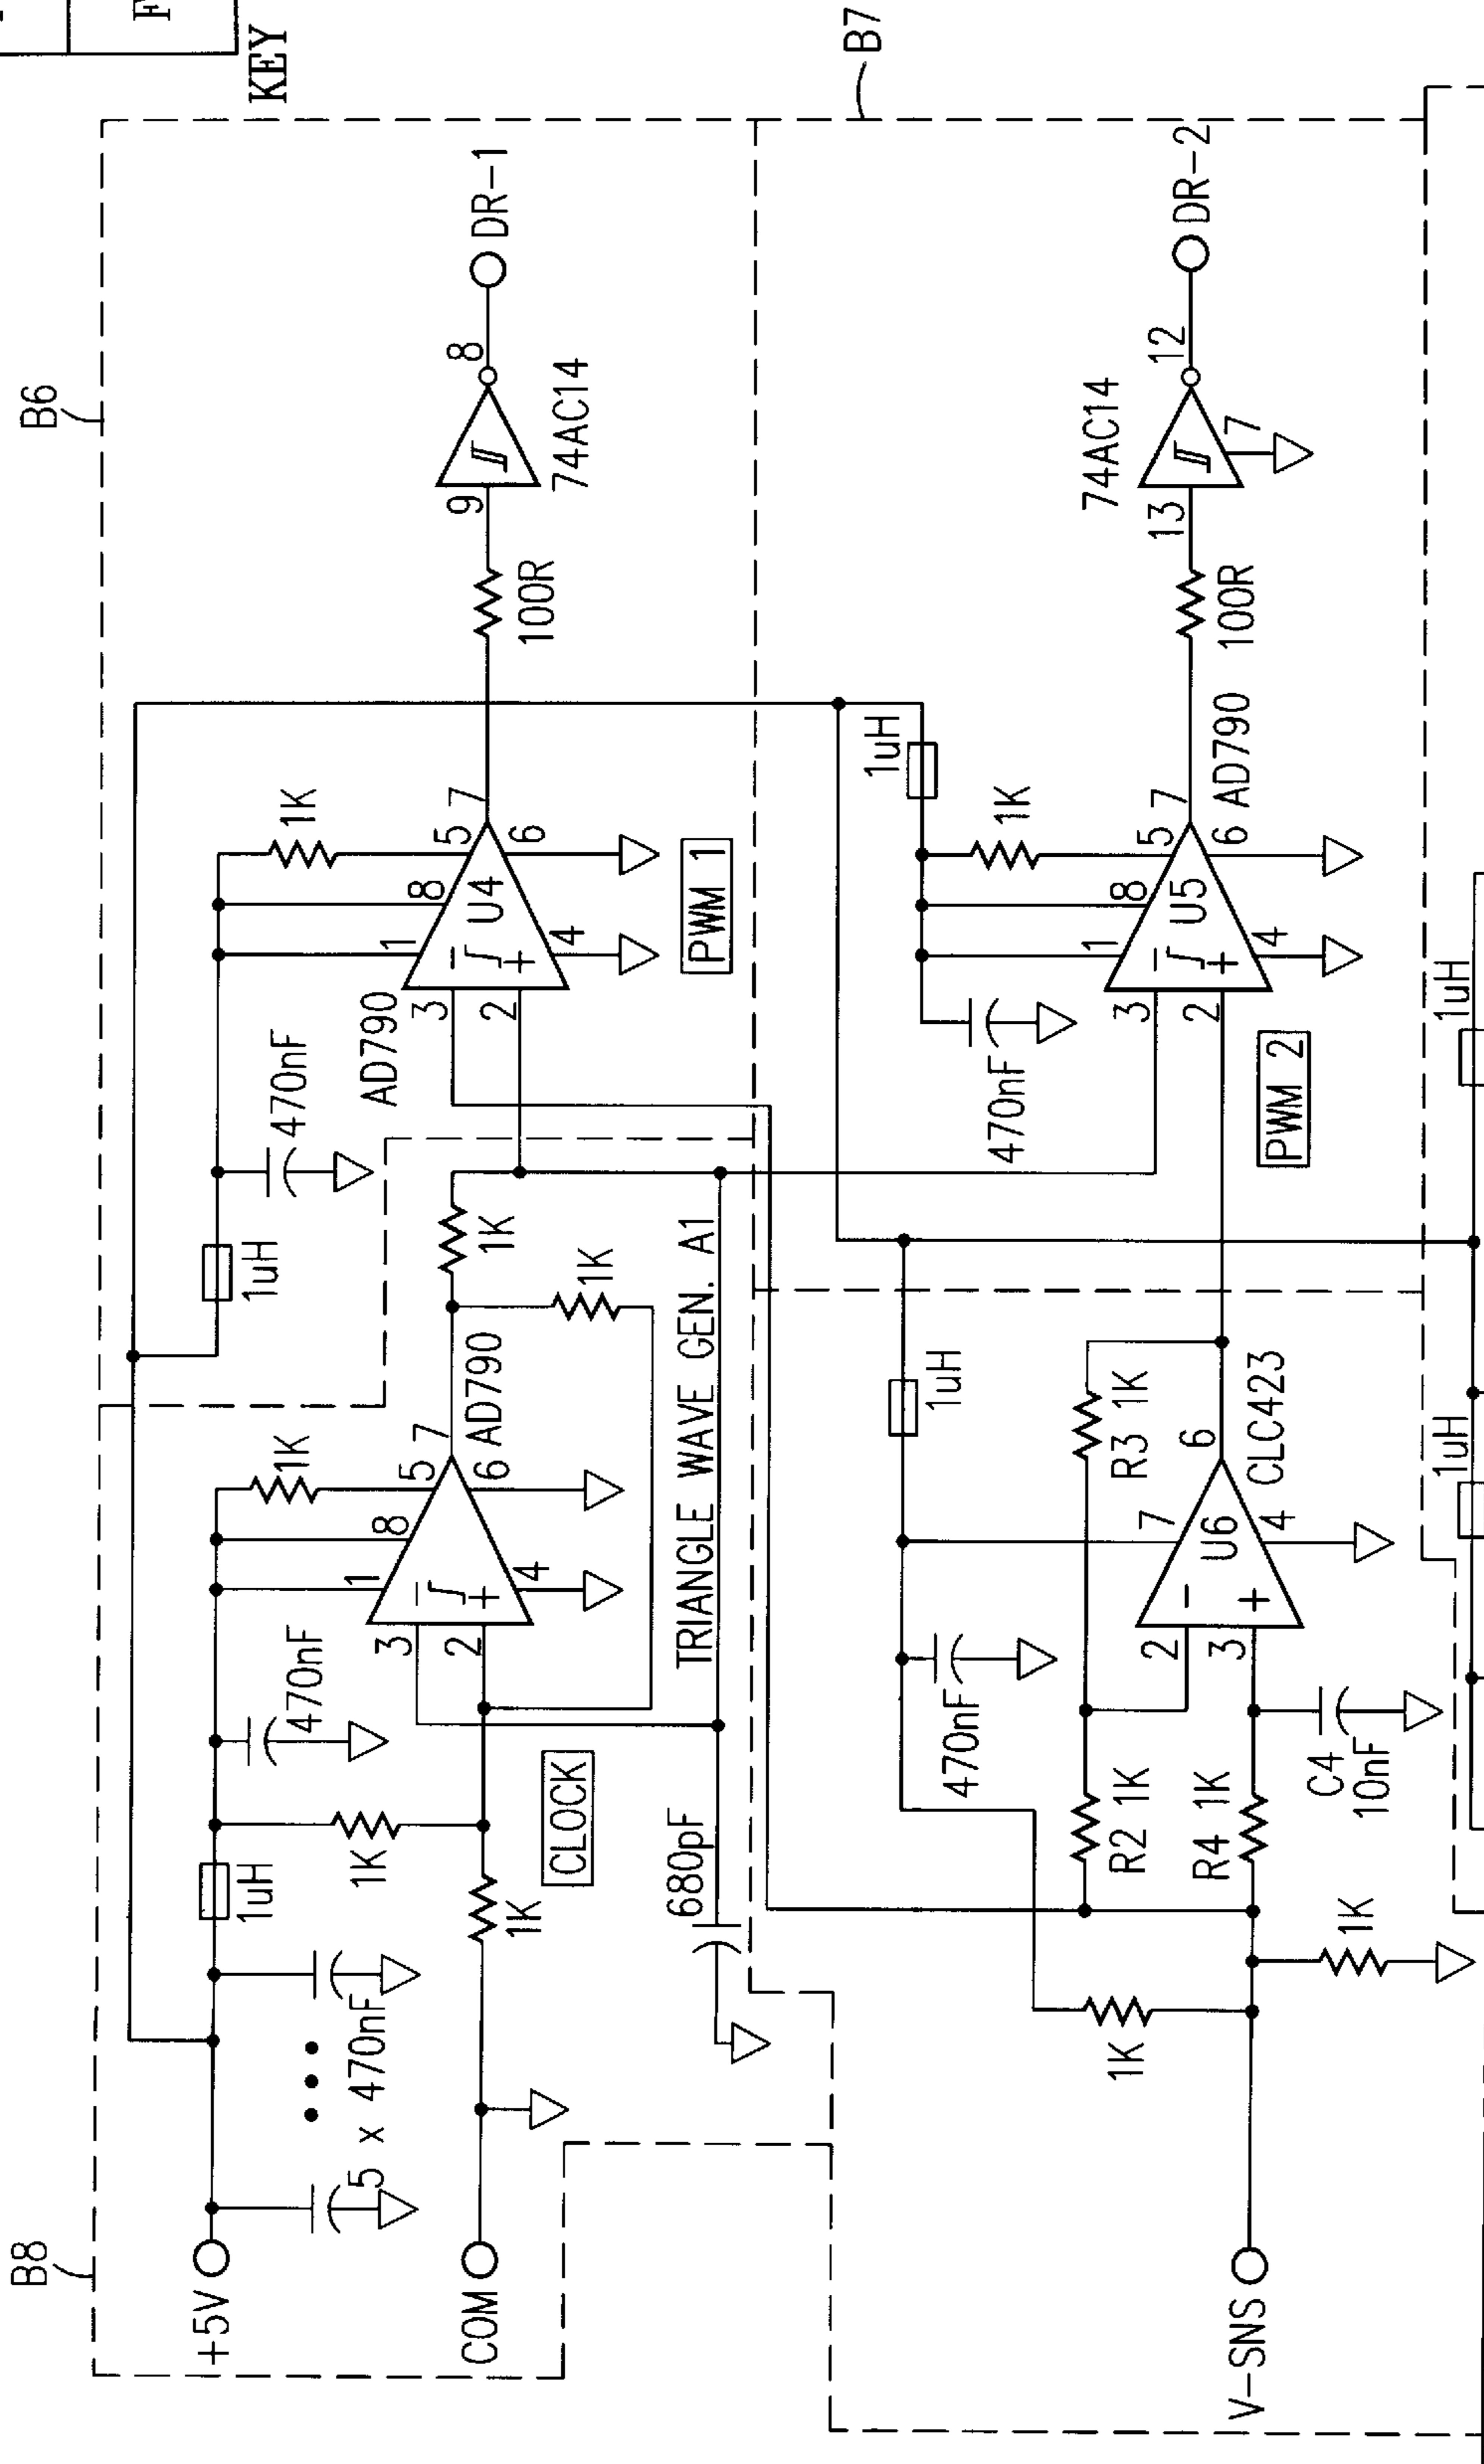 F
KEY
B6
B7
B8
+5V
5 x 470nF
1uH
1K
470nF
1
8
5
1K
3
2
4
6
7
AD790
COM
1K
CLOCK
1K
1K
1uH
470nF
AD790
3
2
1
8
5
1K
U4
4
6
7
PWM 1
100R
9
8
74AC14
DR-1
680pF
TRIANGLE WAVE GEN. A1
V-SNS
1K
1K
R2 1K
R4 1K
C4
10nF
470nF
1uH
R3 1K
2
3
7
U6
4
6
CLC423
470nF
1uH
1K
3
2
1
8
5
U5
4
6
7
AD790
PWM 2
100R
13
12
7
74AC14
DR-2
1uH
1uH